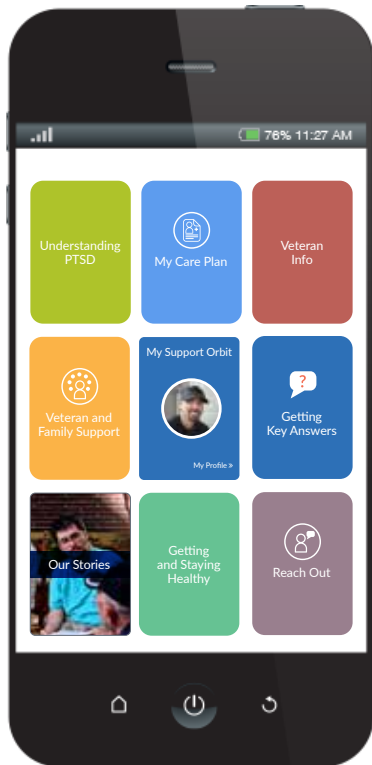 76% 11:27 AM
Understanding
PTSD
My Care Plan
Veteran
Info
Veteran and
Family Support
My Support Orbit
My Profile »
?
Getting
Key Answers
Our Stories
Getting
and Staying
Healthy
Reach Out